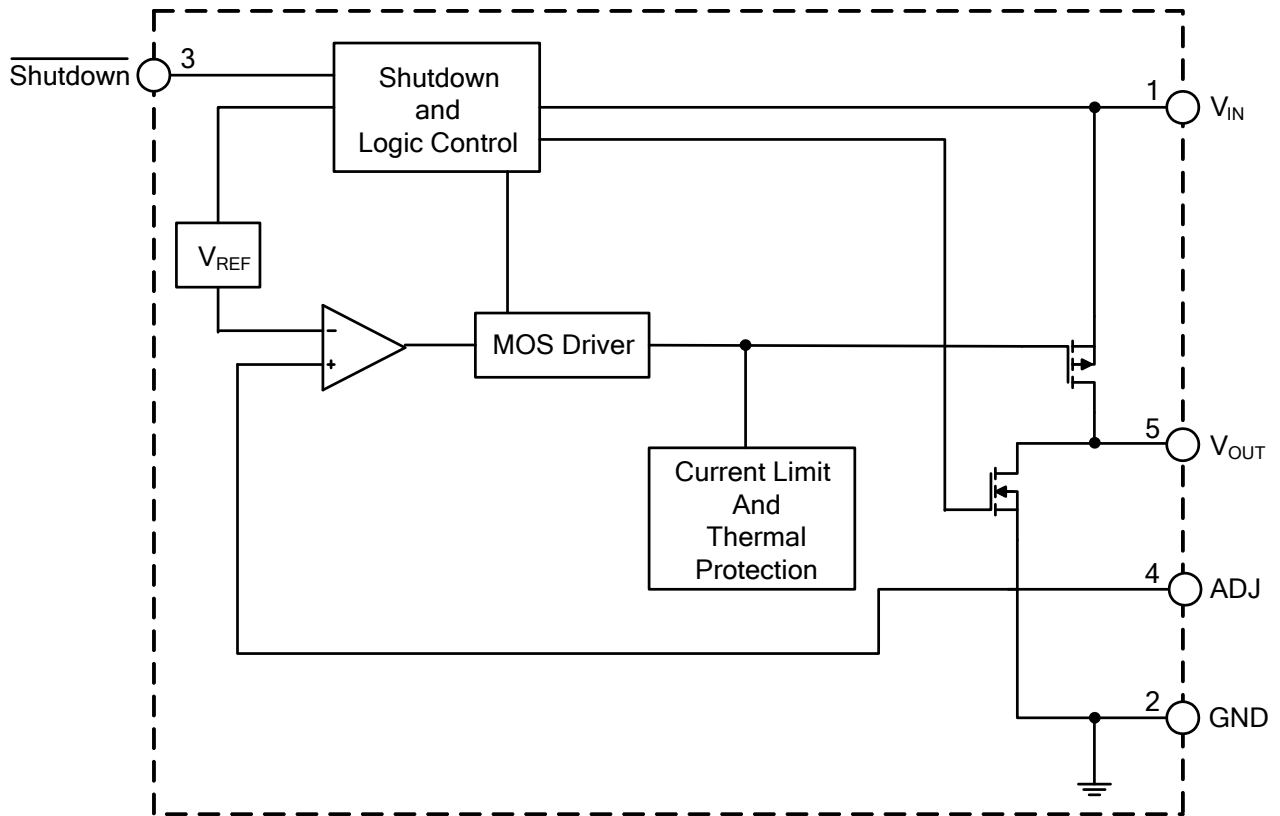 Shutdown
3
Shutdown
and
Logic Control
1
VIN
VREF
−
+
MOS Driver
5
VOUT
Current Limit
And
Thermal
Protection
4
ADJ
2
GND